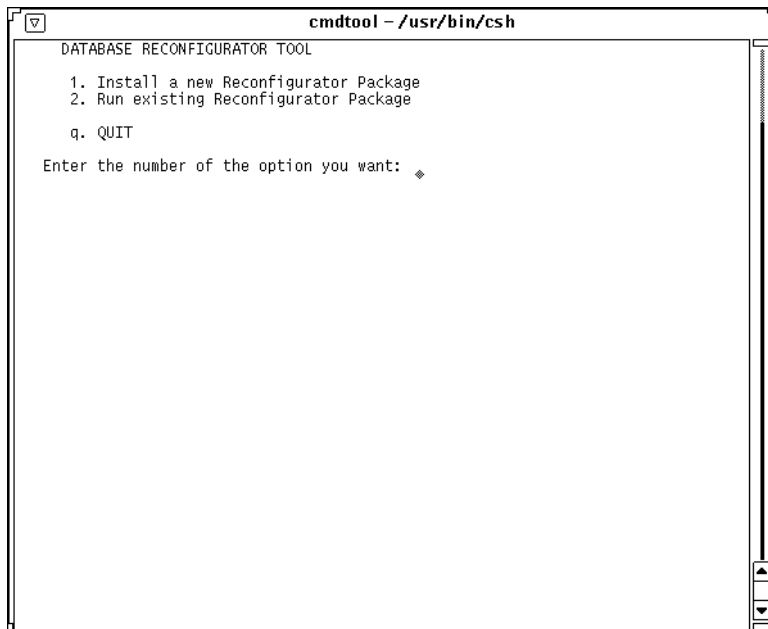 cmdtool – /usr/bin/csh
DATABASE RECONFIGURATOR TOOL
1. Install a new Reconfigurator Package
2. Run existing Reconfigurator Package
q. QUIT
Enter the number of the option you want: